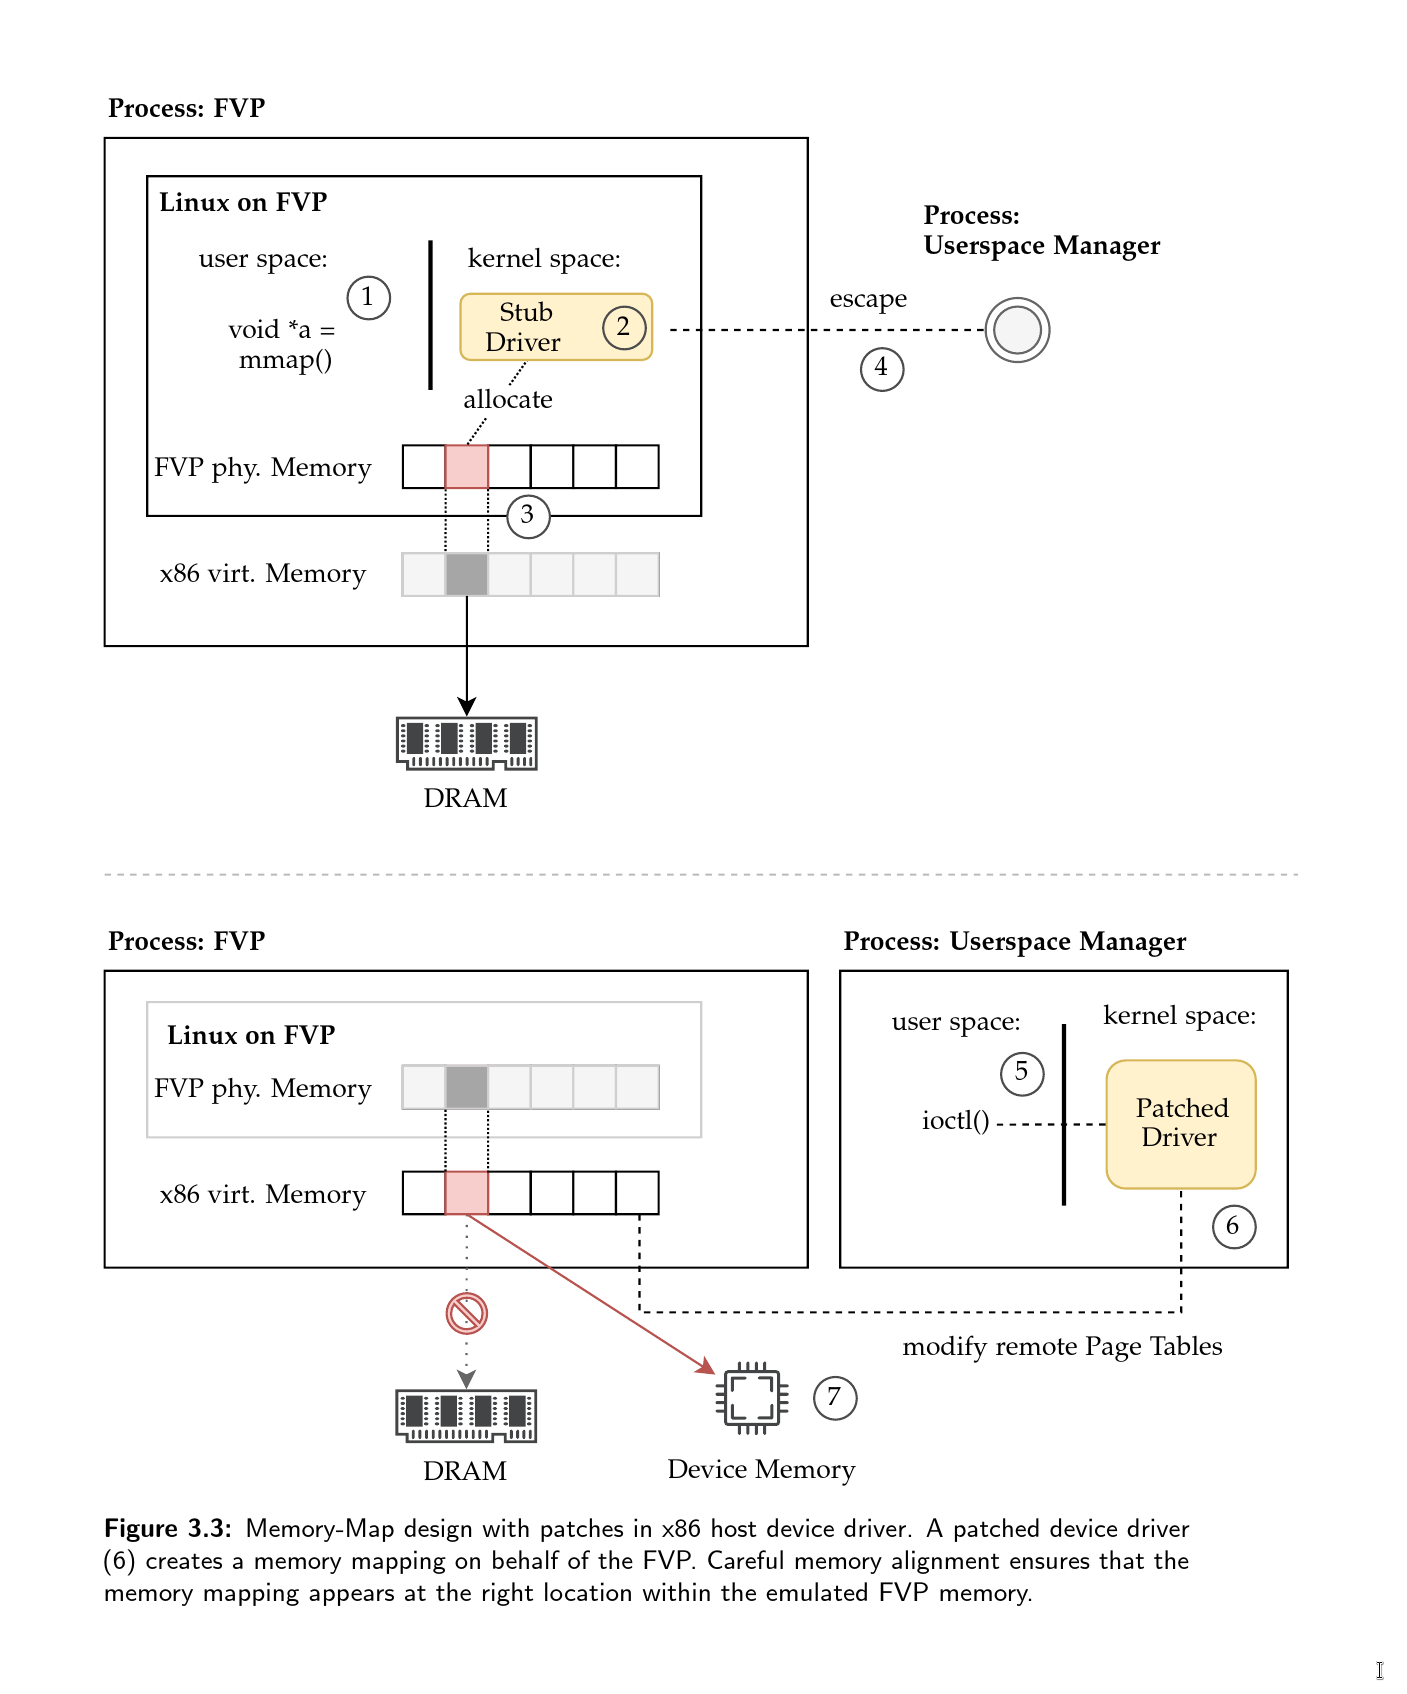 Process: FVP
Linux on FVP
user space:
kernel space:
1
void *a =
mmap()
Stub
Driver
2
allocate
FVP phy. Memory
3
x86 virt. Memory
DRAM
Process:
Userspace Manager
escape
4
Process: FVP
Linux on FVP
FVP phy. Memory
x86 virt. Memory
DRAM
Process: Userspace Manager
user space:
kernel space:
5
ioctl()
Patched
Driver
6
modify remote Page Tables
7
Device Memory
Figure 3.3: Memory-Map design with patches in x86 host device driver. A patched device driver
(6) creates a memory mapping on behalf of the FVP. Careful memory alignment ensures that the
memory mapping appears at the right location within the emulated FVP memory.